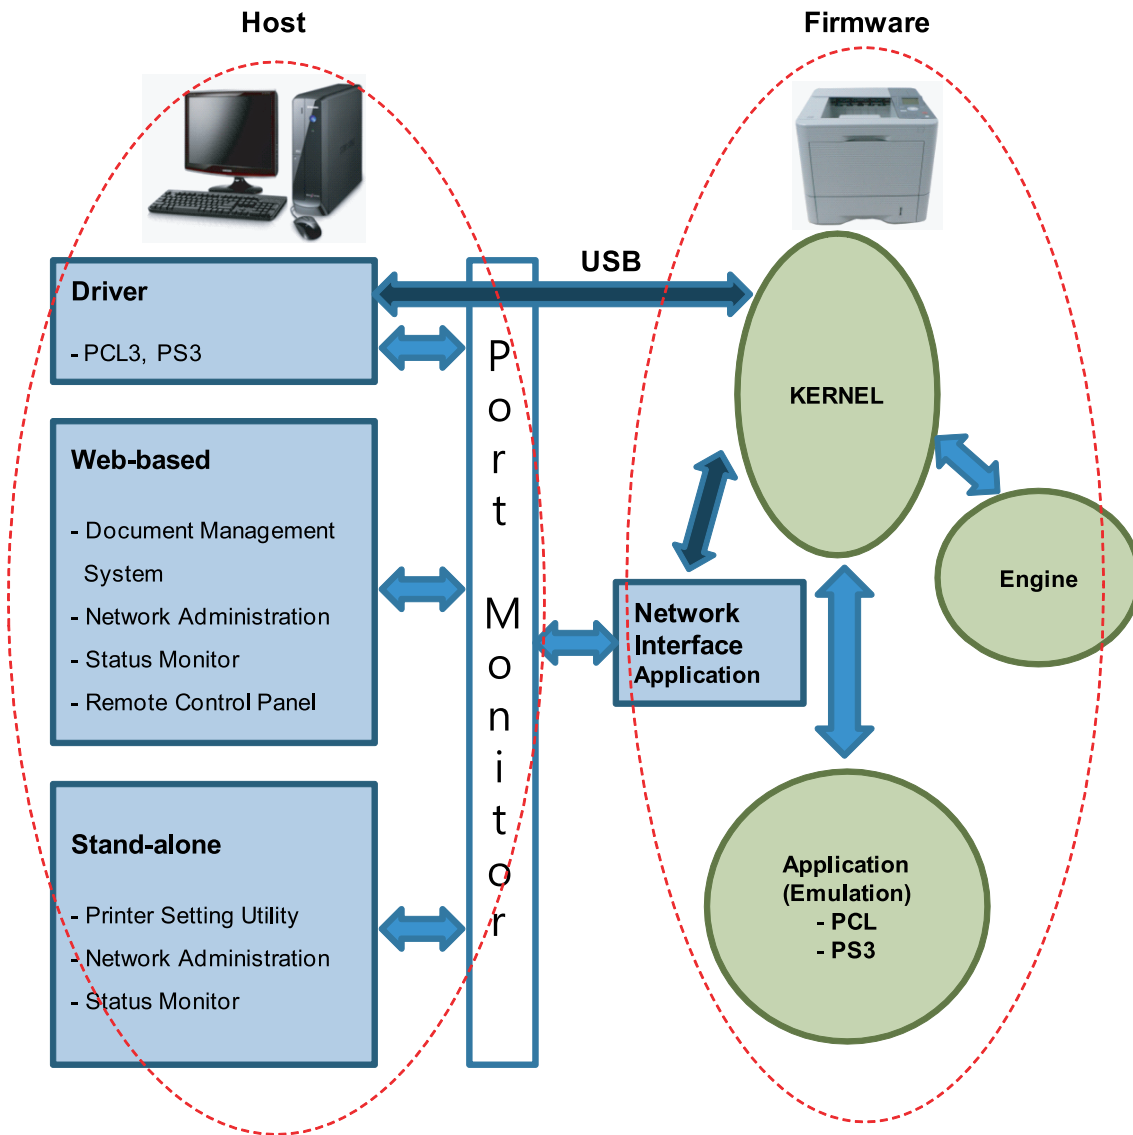 Host
Firmware
USB
Driver
- PCL3, PS3
Web-based
- Document Management
System
- Network Administration
- Status Monitor
- Remote Control Panel
Stand-alone
- Printer Setting Utility
- Network Administration
- Status Monitor
Port Monitor
Network
Interface
Application
KERNEL
Engine
Application
(Emulation)
- PCL
- PS3